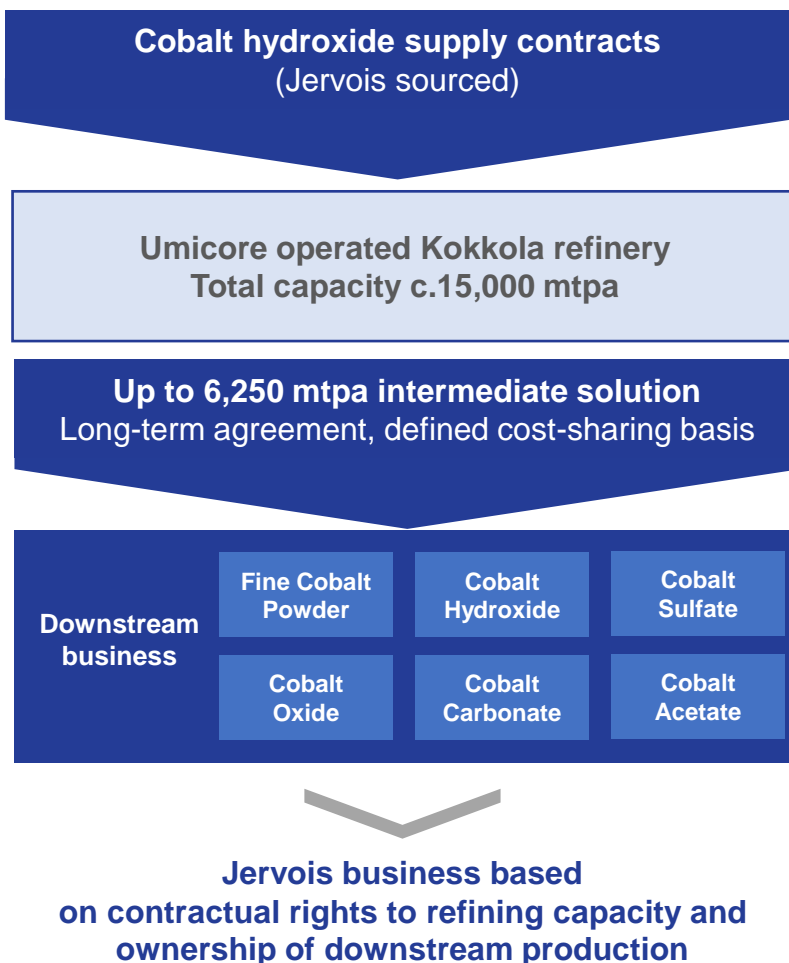 Cobalt hydroxide supply contracts
(Jervois sourced)
Umicore operated Kokkola refinery
Total capacity c.15,000 mtpa
Up to 6,250 mtpa intermediate solution
Long-term agreement, defined cost-sharing basis
Downstream
business
Fine Cobalt
Powder
Cobalt
Hydroxide
Cobalt
Sulfate
Cobalt
Oxide
Cobalt
Carbonate
Cobalt
Acetate
Jervois business based
on contractual rights to refining capacity and
ownership of downstream production